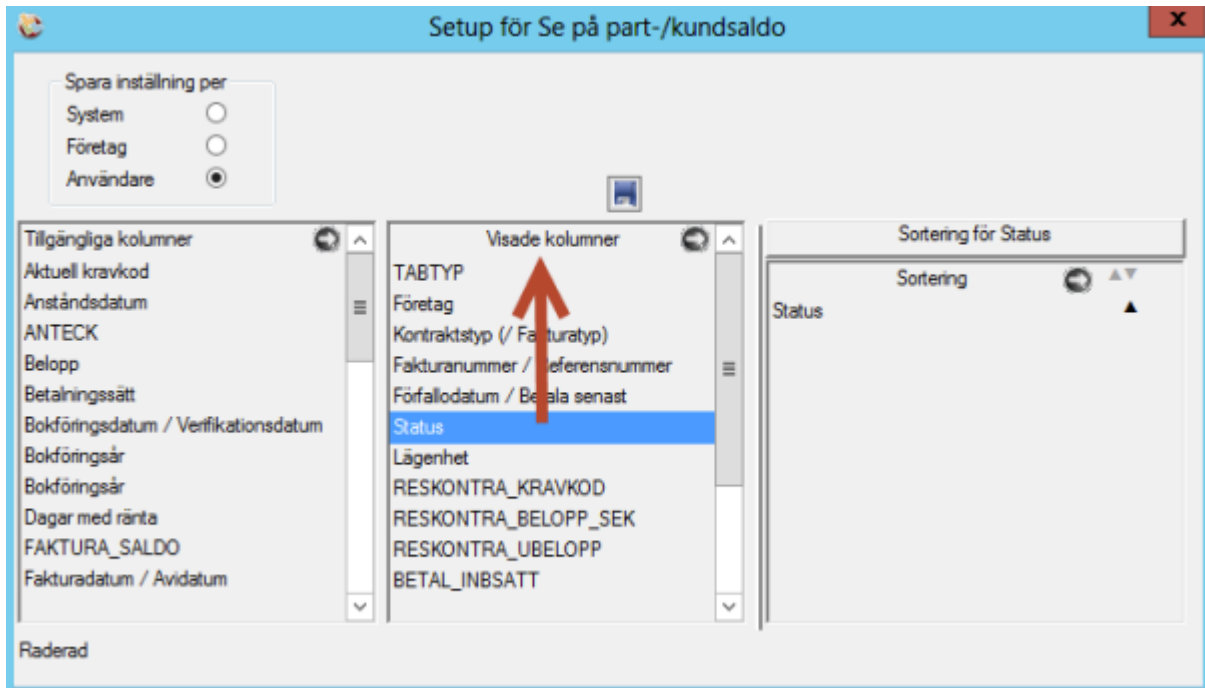 Setup för Se på part-/kundsaldo
x
Spara inställning per
System
Företag
Användare
Tillgängliga kolumner
Aktuell kravkod
Anståndsdatum
ANTECK
Belopp
Betalningssätt
Bokföringsdatum / Verifikationsdatum
Bokföringsår
Bokföringsår
Dagar med ränta
FAKTURA_SALDO
Fakturadatum / Avidatum
Visade kolumner
TABTYP
Företag
Kontraktstyp (/ Fakturatyp)
Fakturanummer / Referensnummer
Förfallodatum / Betala senast
Status
Lägenhet
RESKONTRA_KRAVKOD
RESKONTRA_BELOPP_SEK
RESKONTRA_UBELOPP
BETAL_INBSATT
Sortering för Status
Sortering
Status
Raderad